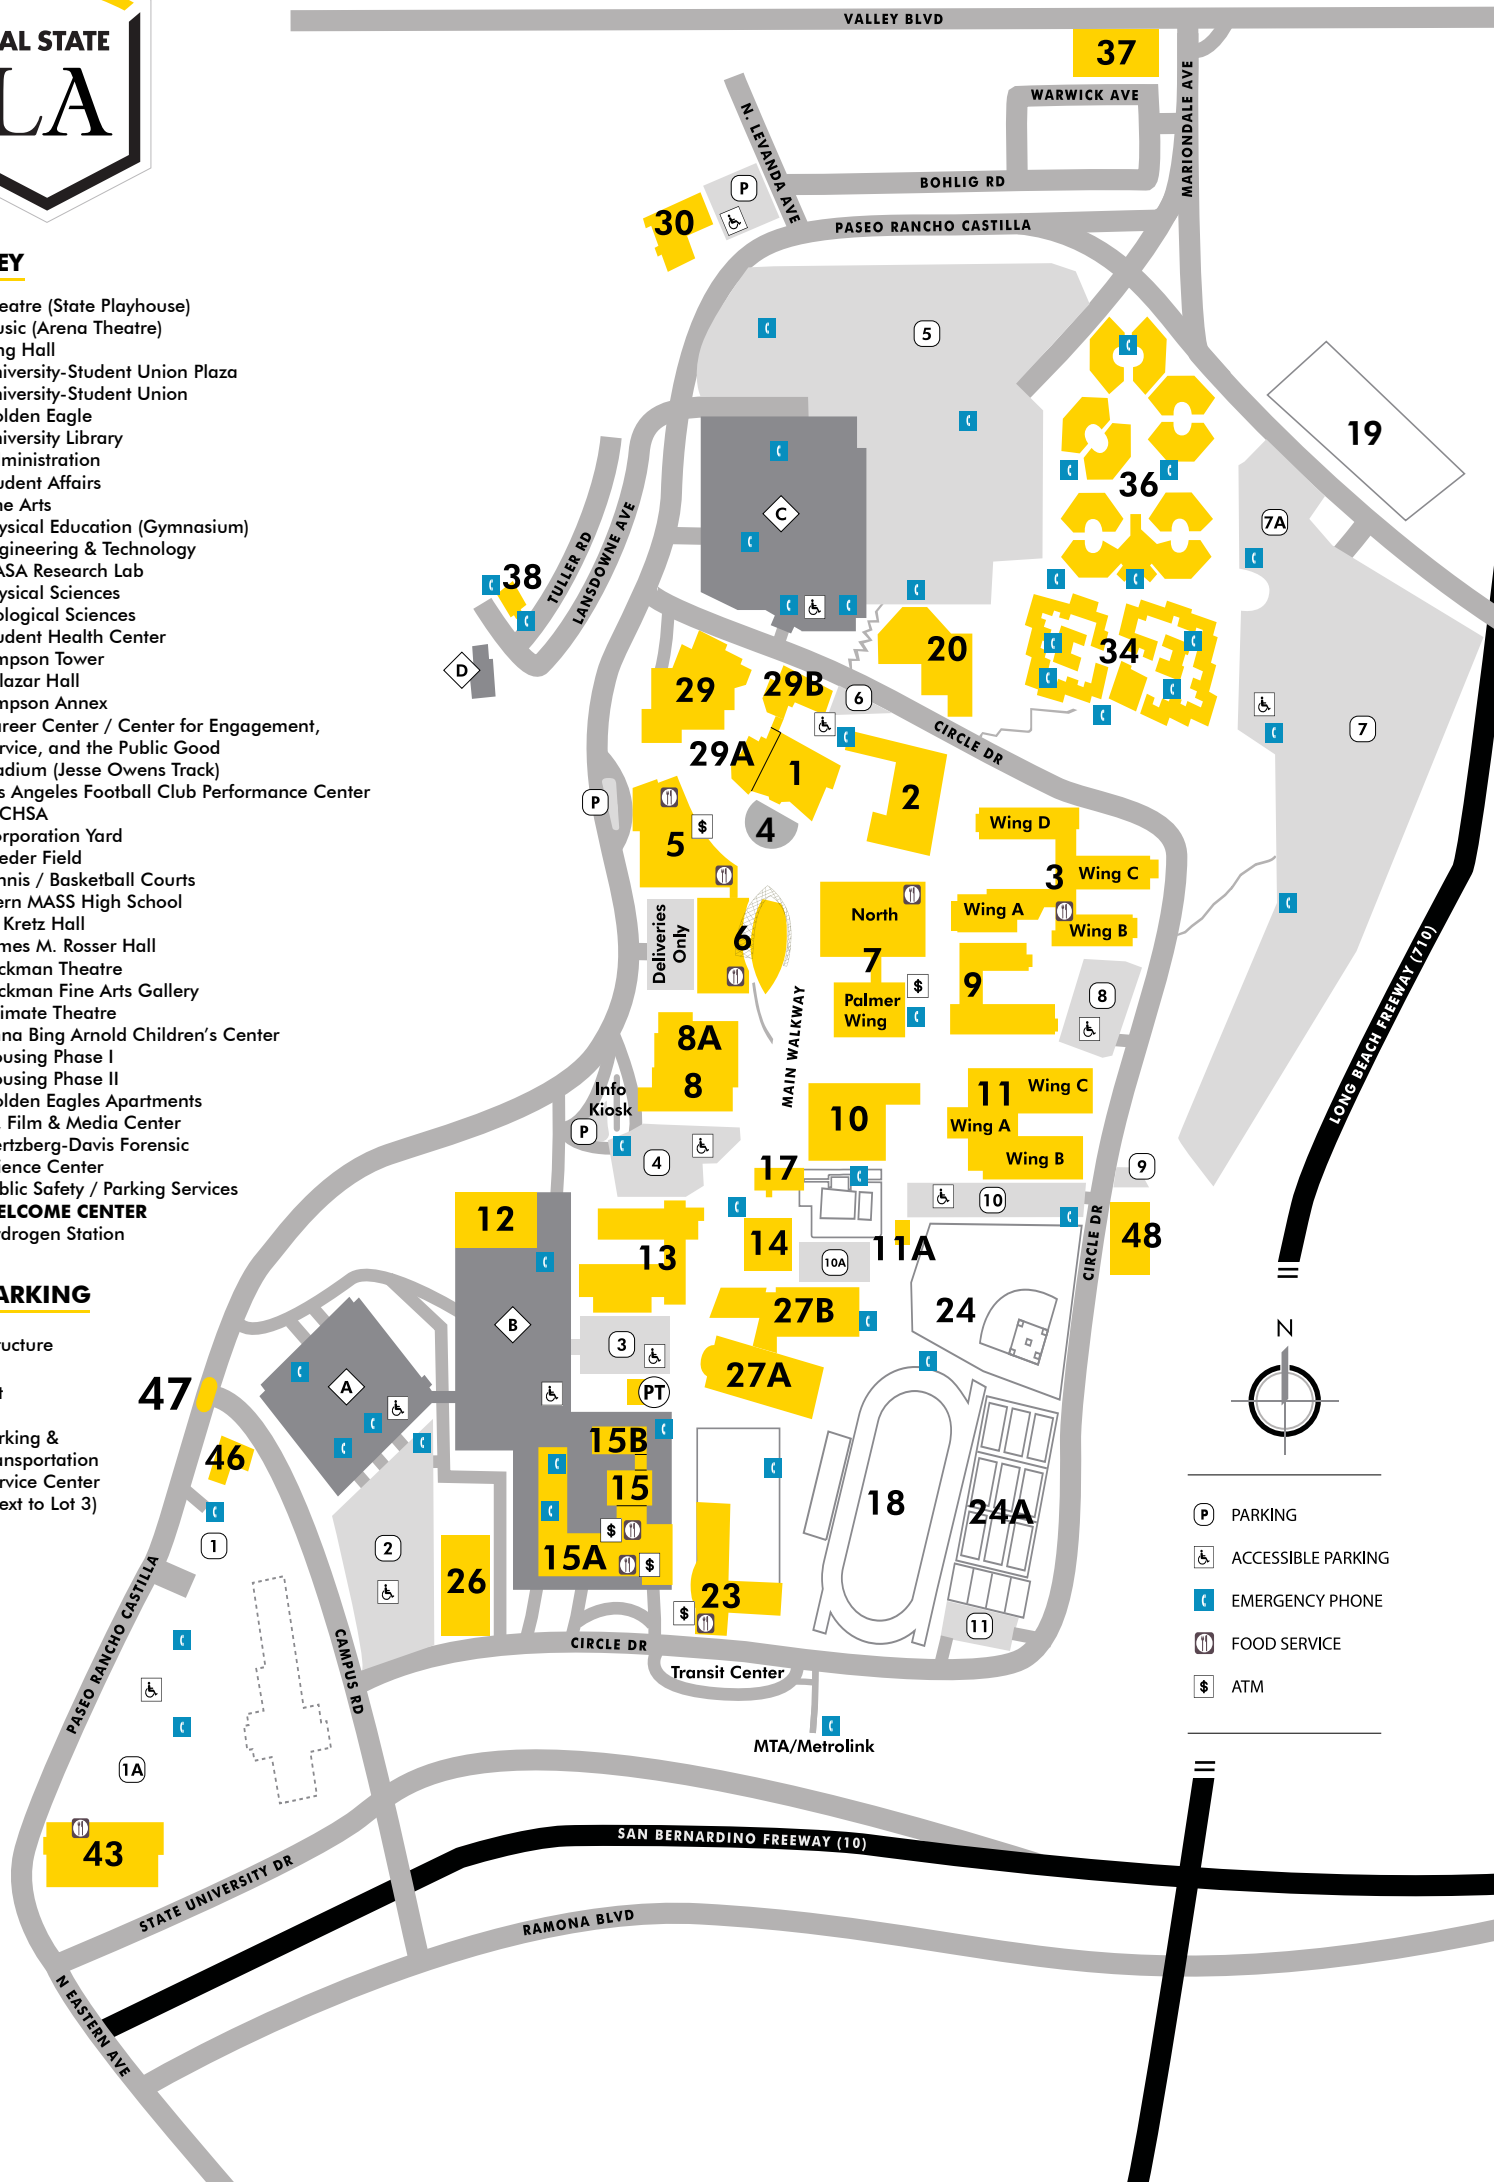 AL STATE
LA
EY
eatre (State Playhouse)
usic (Arena Theatre)
ng Hall
niversity-Student Union Plaza
niversity-Student Union
olden Eagle
niversity Library
ministration
udent Affairs
ne Arts
ysical Education (Gymnasium)
gineering & Technology
ASA Research Lab
ysical Sciences
ological Sciences
udent Health Center
mpson Tower
lazar Hall
mpson Annex
areer Center / Center for Engagement,
rvice, and the Public Good
adium (Jesse Owens Track)
s Angeles Football Club Performance Center
CHSA
orporation Yard
eder Field
nnis / Basketball Courts
ern MASS High School
Kretz Hall
mes M. Rosser Hall
ckman Theatre
ckman Fine Arts Gallery
timate Theatre
na Bing Arnold Children's Center
ousing Phase I
ousing Phase II
olden Eagles Apartments
. Film & Media Center
ertzberg-Davis Forensic
ience Center
blic Safety / Parking Services
ELCOME CENTER
ydrogen Station
ARKING
ructure
t
rking &
ansportation
rvice Center
ext to Lot 3)
VALLEY BLVD
37
WARWICK AVE
MARIONDALE AVE
N. LEVANDA AVE
BOHLIG RD
P
30
PASEO RANCHO CASTILLA
5
19
36
7A
C
TULLER RD
LANSDOWNE AVE
38
D
20
34
29
29B
6
CIRCLE DR
7
29A
1
2
P
4
5
Wing D
3
Wing C
Wing A
Wing B
North
7
Palmer
Wing
Deliveries
Only
6
9
8
MAIN WALKWAY
LONG BEACH FREEWAY (710)
8A
8
Info
Kiosk
P
4
10
11
Wing C
Wing A
Wing B
9
17
10
12
13
14
10A
11A
48
CIRCLE DR
B
27B
24
N
3
27A
PT
47
A
46
15B
15
15A
18
24A
1
2
26
23
11
PASEO RANCHO CASTILLA
CAMPUS RD
CIRCLE DR
Transit Center
MTA/Metrolink
1A
43
STATE UNIVERSITY DR
SAN BERNARDINO FREEWAY (10)
RAMONA BLVD
N EASTERN AVE
P PARKING
ACCESSIBLE PARKING
EMERGENCY PHONE
FOOD SERVICE
$ ATM